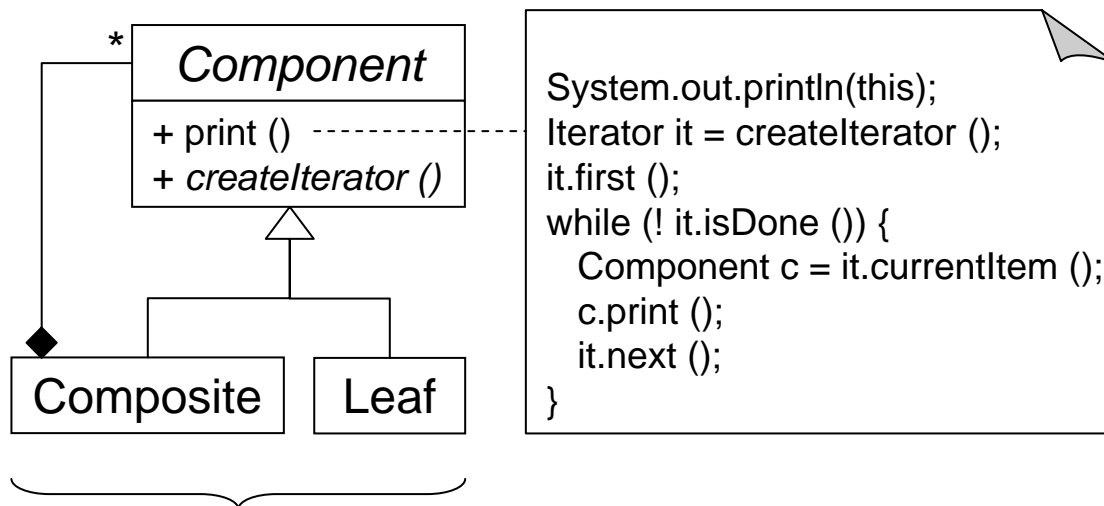 *
Component
+ print ()
+ createIterator ()
Composite
Leaf
System.out.println(this);
Iterator it = createIterator ();
it.first ();
while (! it.isDone ()) {
Component c = it.currentItem ();
c.print ();
it.next ();
}